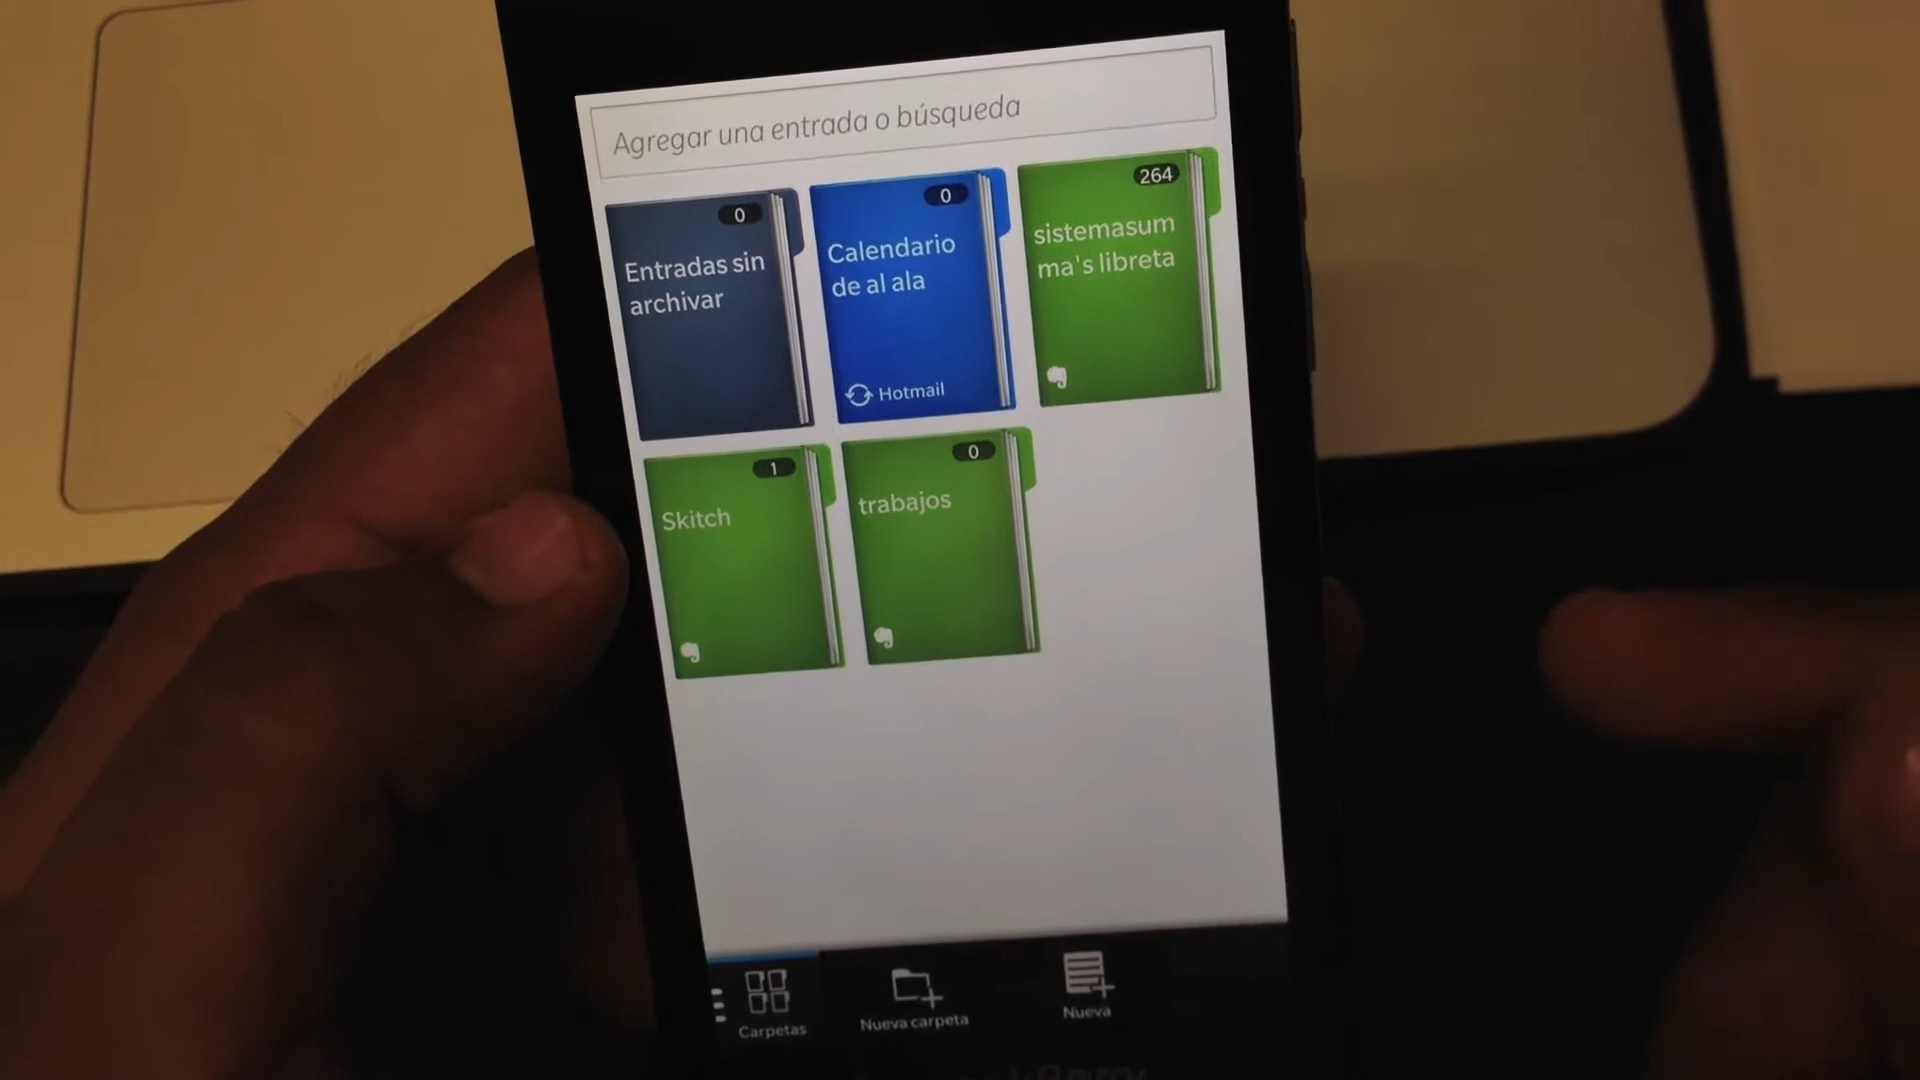 Agregar una entrada o búsqueda
0
Entradas sin
archivar
0
Calendario
de al ala
Hotmail
264
sistemasum
ma's libreta
1
Skitch
0
trabajos
Carpetas
Nueva carpeta
Nueva